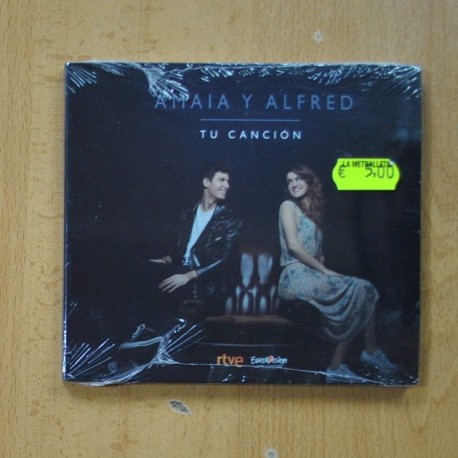 AMAIA Y ALFRED
TU CANCIÓN
LA METRALLETA
€ 5,00
rtve Eurovision